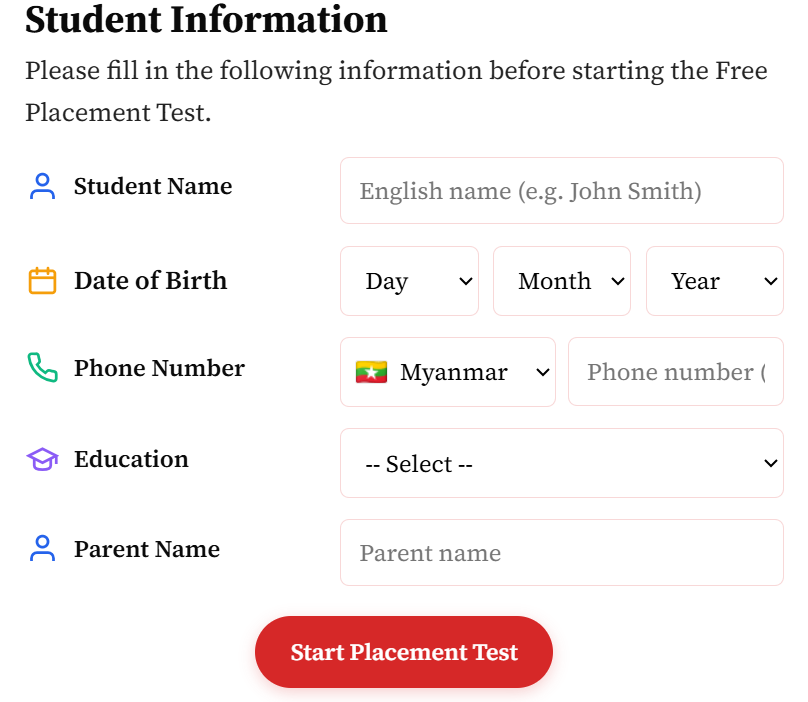 Student Information
Please fill in the following information before starting the Free
Placement Test.
Student Name
English name (e.g. John Smith)
Date of Birth
Day
Month
Year
Phone Number
Myanmar
Phone number (
Education
-- Select --
Parent Name
Parent name
Start Placement Test